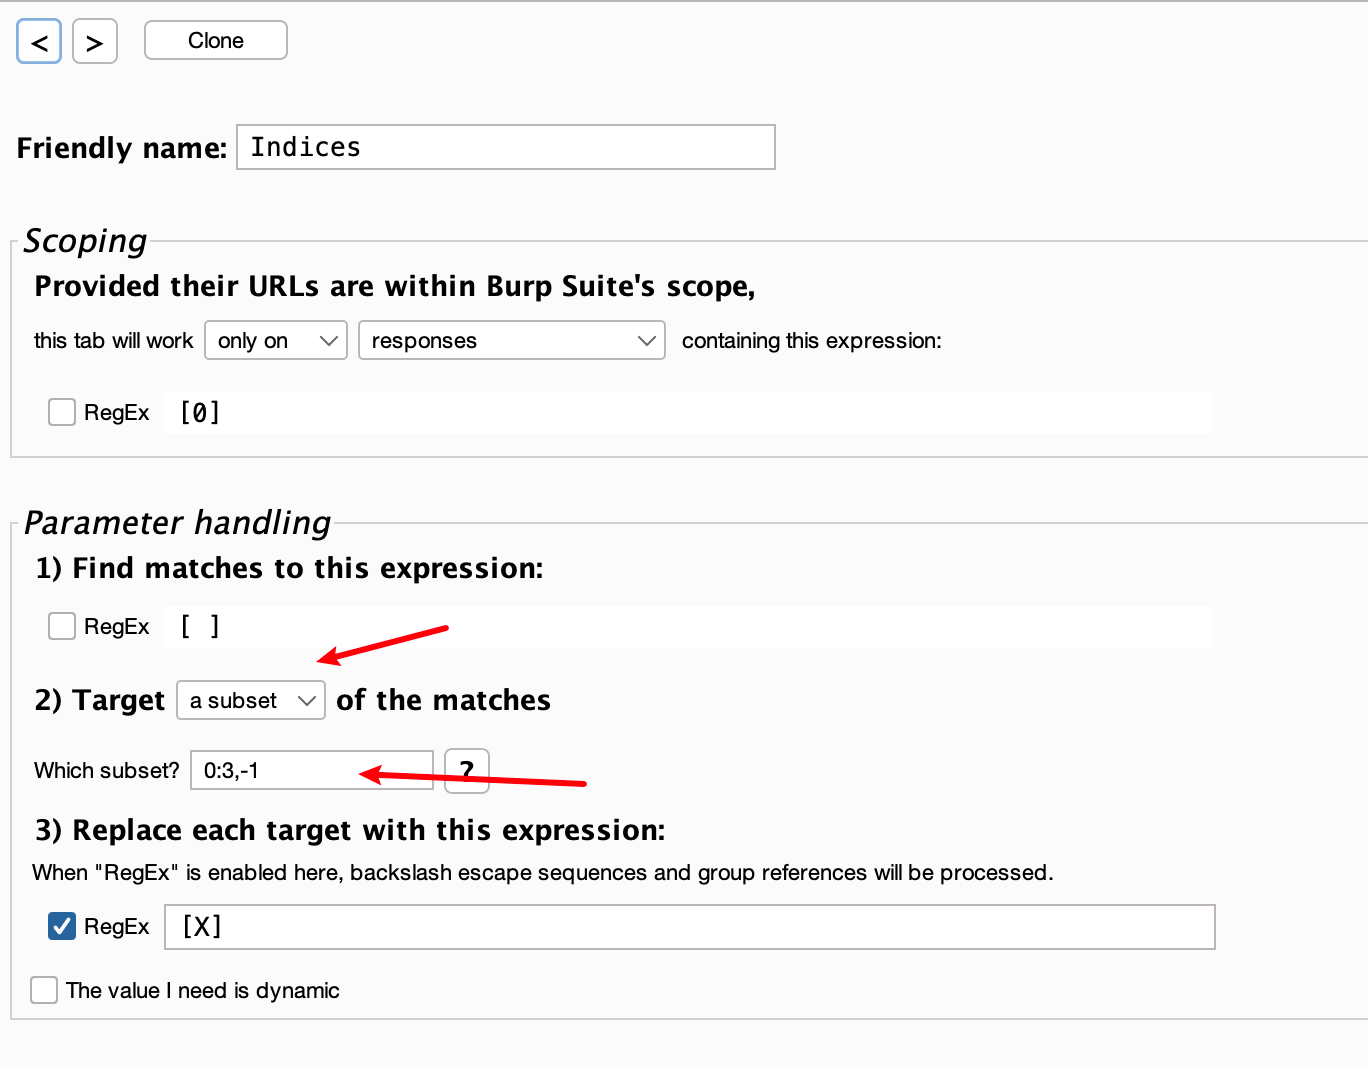 < > Clone
Friendly name: Indices
Scoping
Provided their URLs are within Burp Suite's scope,
this tab will work only on responses containing this expression:
RegEx [0]
Parameter handling
1) Find matches to this expression:
RegEx [ ]
2) Target a subset of the matches
Which subset? 0:3,-1 ?
3) Replace each target with this expression:
When "RegEx" is enabled here, backslash escape sequences and group references will be processed.
RegEx [X]
The value I need is dynamic